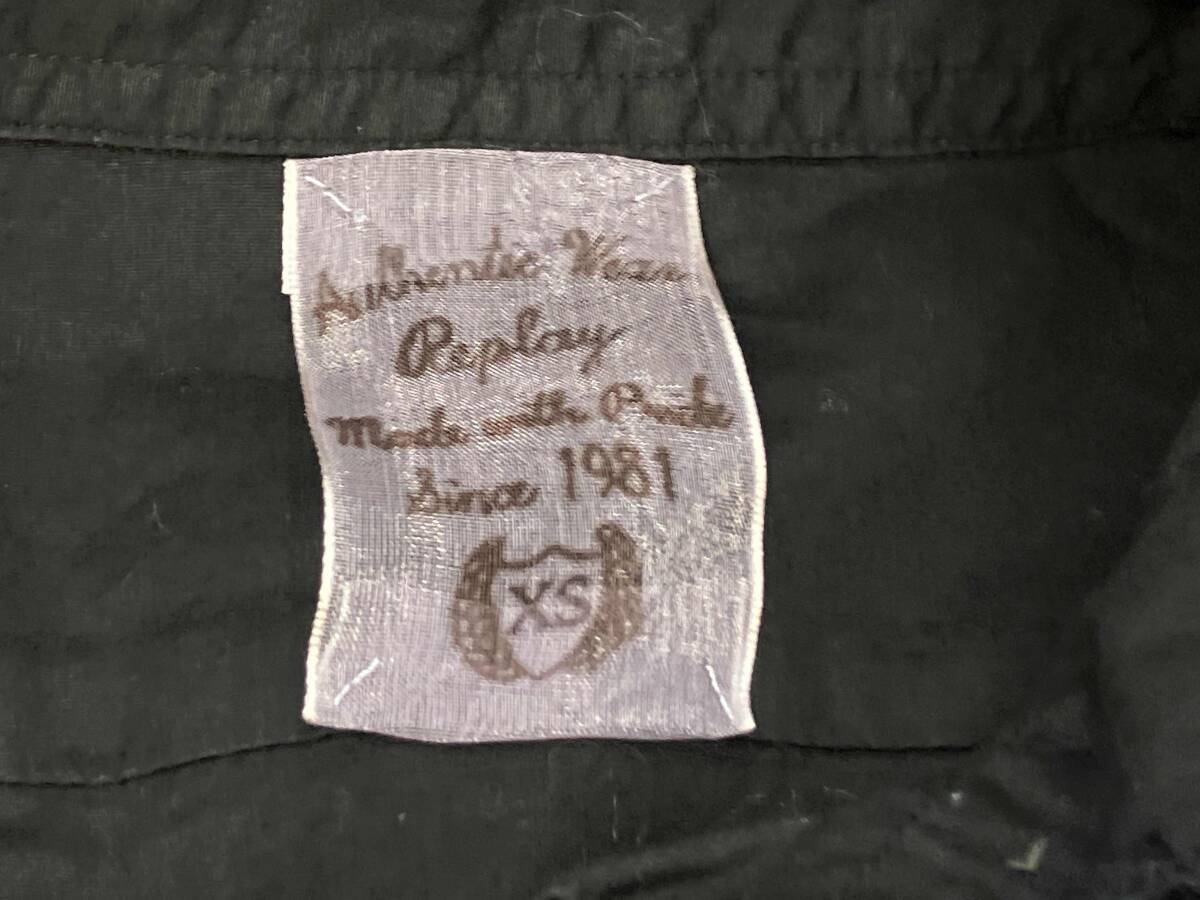 Authentic Wear
Replay
Made with Pride
Since 1981
XS